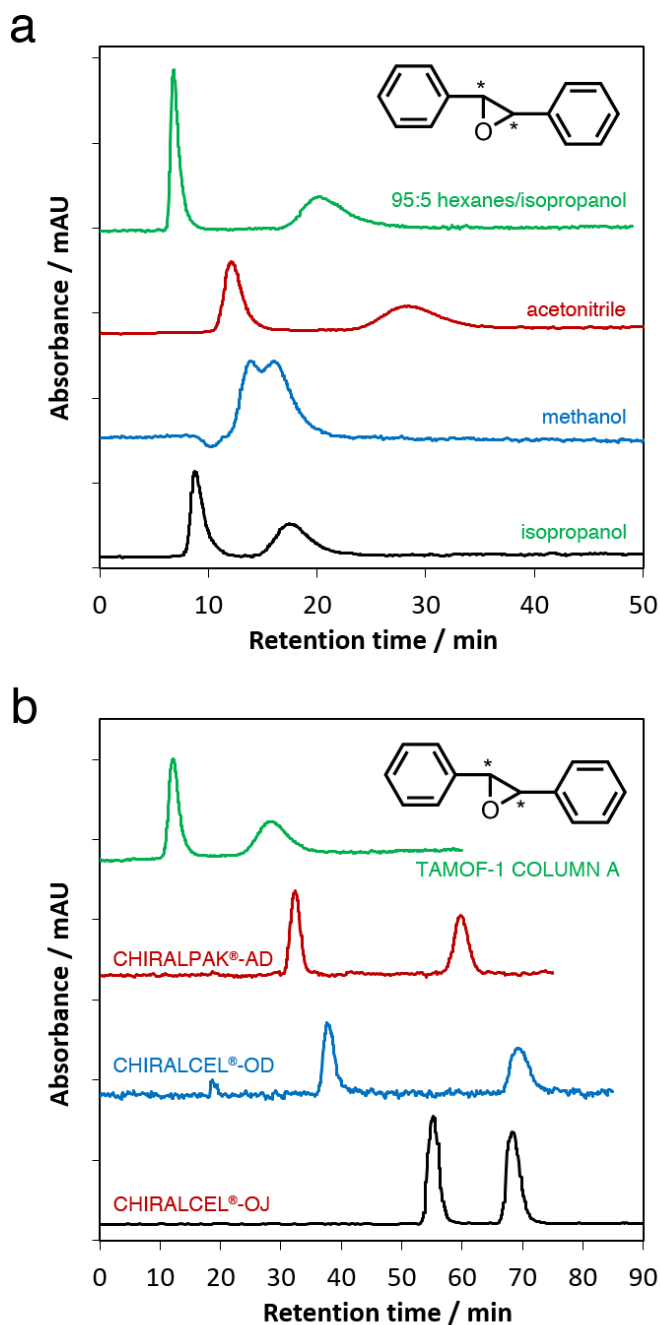 a
*
O
*
95:5 hexanes/isopropanol
acetonitrile
methanol
isopropanol
Absorbance / mAU
0 10 20 30 40 50
Retention time / min
b
*
O
*
TAMOF-1 COLUMN A
CHIRALPAK®-AD
CHIRALCEL®-OD
CHIRALCEL®-OJ
Absorbance / mAU
0 10 20 30 40 50 60 70 80 90
Retention time / min